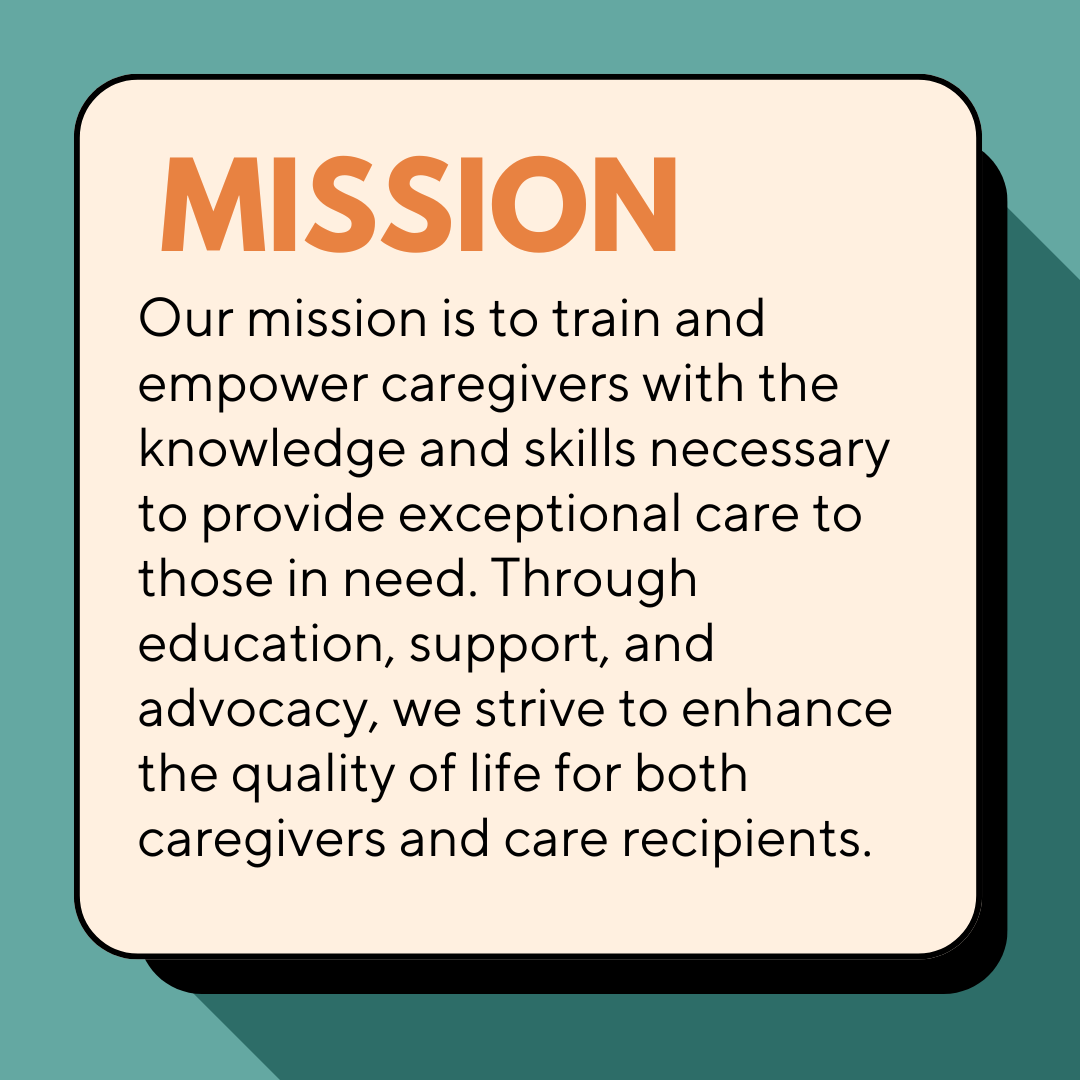 MISSION
Our mission is to train and
empower caregivers with the
knowledge and skills necessary
to provide exceptional care to
those in need. Through
education, support, and
advocacy, we strive to enhance
the quality of life for both
caregivers and care recipients.